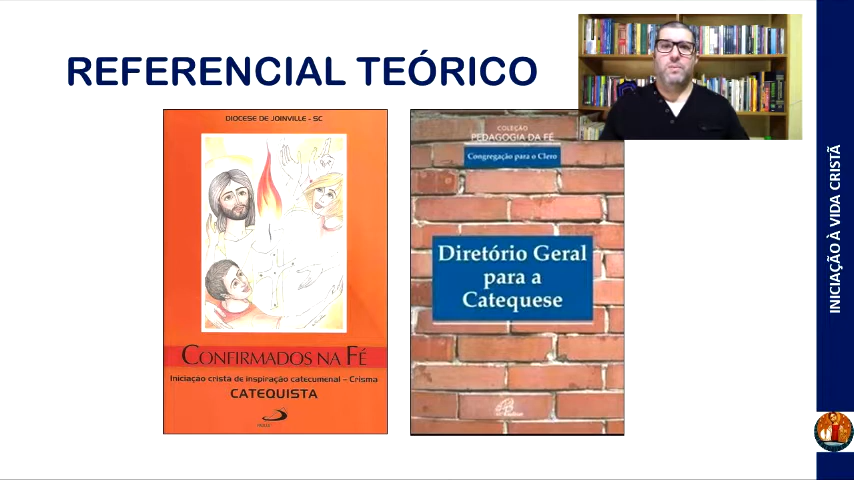 REFERENCIAL TEÓRICO
DIOCESE DE JOINVILLE - SC
CONFIRMADOS NA FÉ
Iniciação cristã de inspiração catecumenal – Crisma
CATEQUISTA
PAULUS
COLEÇÃO
PEDAGOGIA DA FÉ
Congregação para o Clero
Diretório Geral
para a
Catequese
INICIAÇÃO À VIDA CRISTÃ